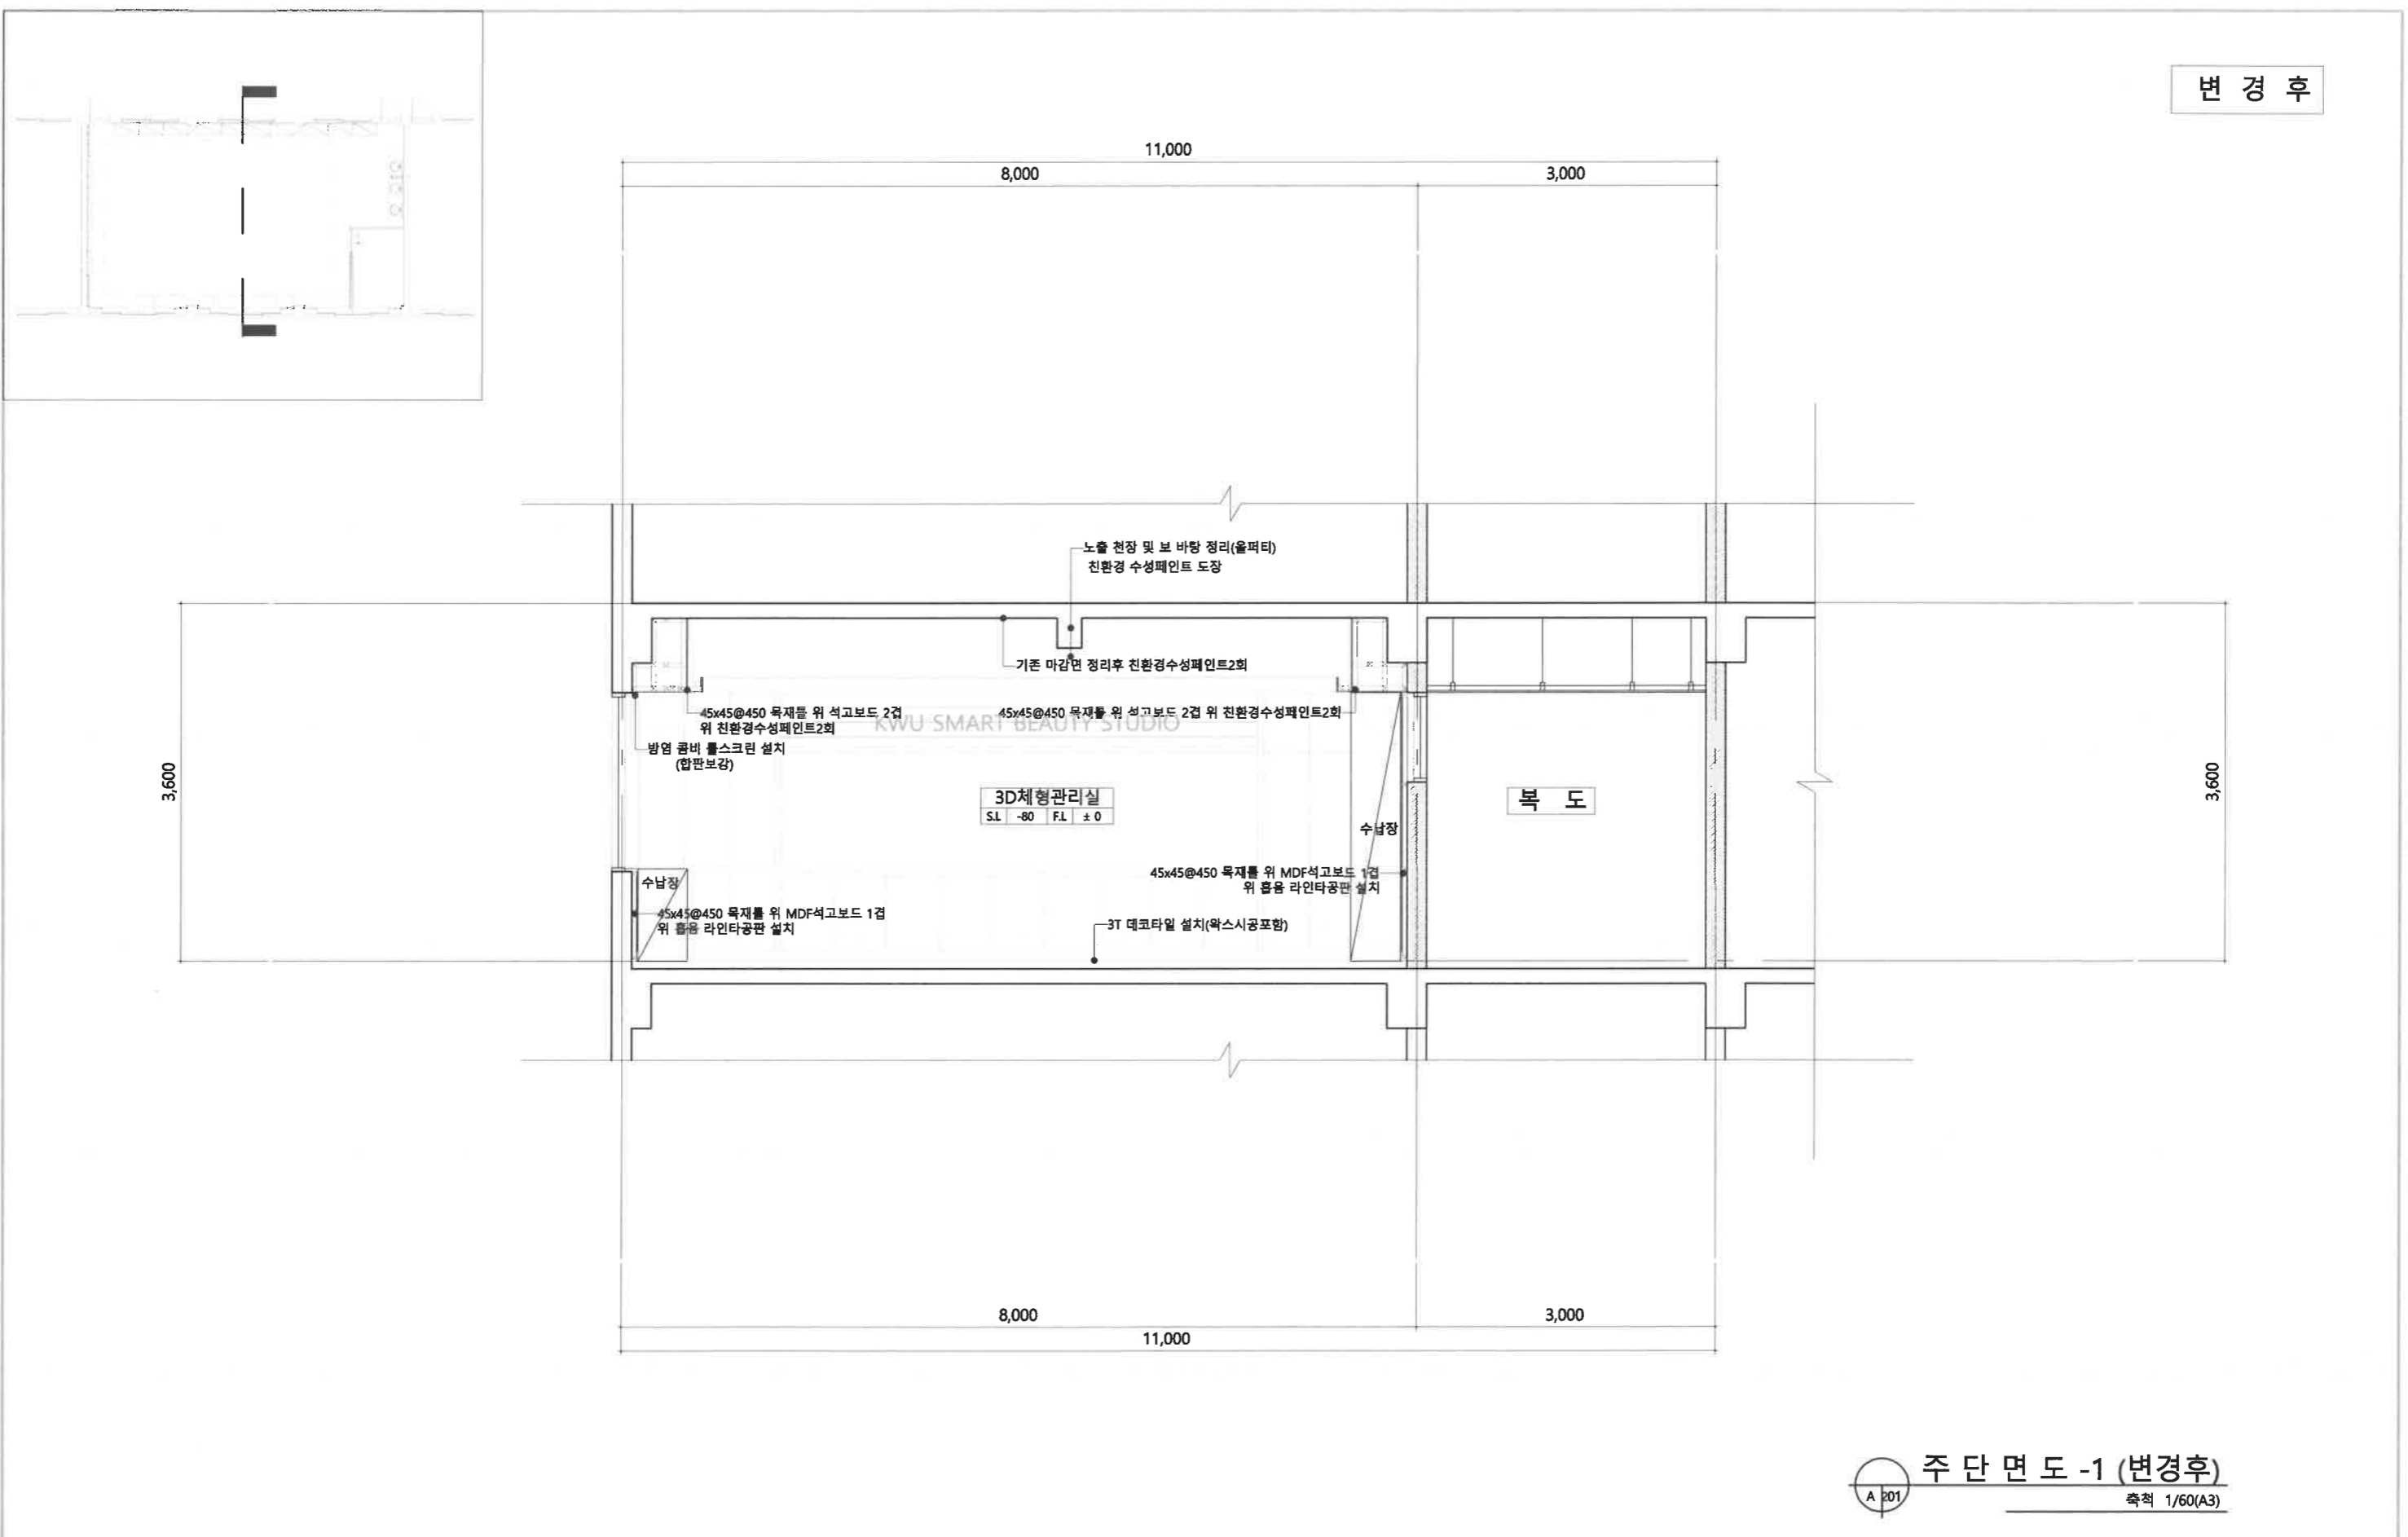 변 경 후
11,000
8,000
3,000
노출 천장 및 보 바탕 정리(올퍼티)
친환경 수성페인트 도장
기존 마감면 정리후 친환경수성페인트2회
45x45@450 목재틀 위 석고보드 2겹
위 친환경수성페인트2회
45x45@450 목재틀 위 석고보드 2겹 위 친환경수성페인트2회
KWU SMART BEAUTY STUDIO
방염 콤비 롤스크린 설치
(합판보강)
3,600
3,600
3D체형관리실
S.L -80 F.L ± 0
복 도
수납장
45x45@450 목재틀 위 MDF석고보드 1겹
위 흡음 라인타공판 설치
수납장
45x45@450 목재틀 위 MDF석고보드 1겹
위 흡음 라인타공판 설치
3T 데코타일 설치(왁스시공포함)
8,000
3,000
11,000
주 단 면 도 -1 (변경후)
A 201
축척 1/60(A3)